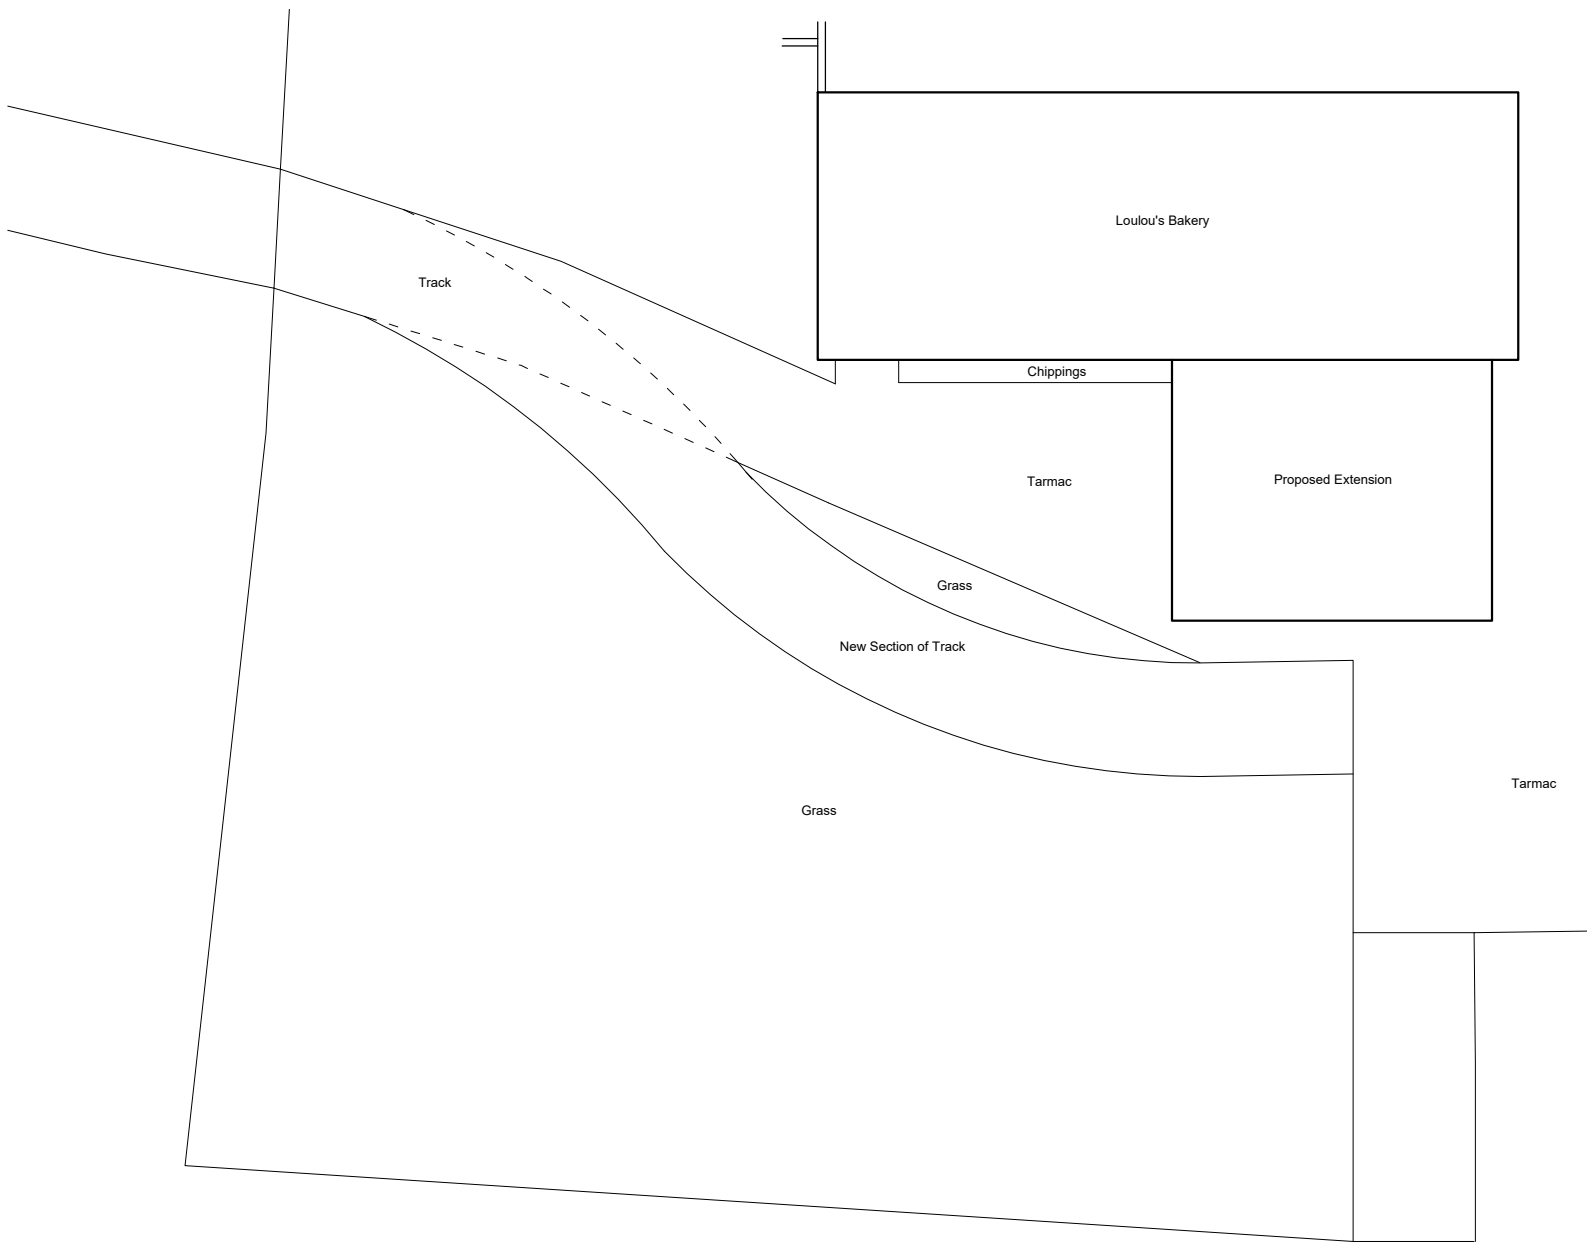 Loulou's Bakery
Track
Chippings
Tarmac
Proposed Extension
Grass
New Section of Track
Tarmac
Grass